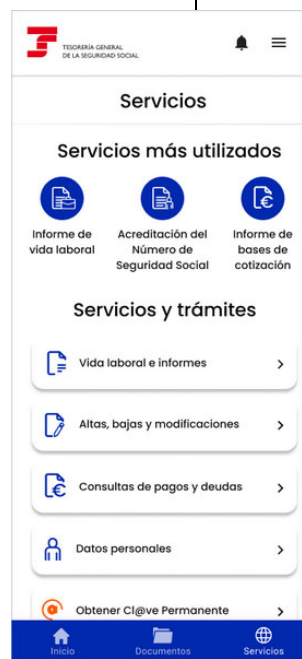 TESORERÍA GENERAL
DE LA SEGURIDAD SOCIAL
Servicios
Servicios más utilizados
Informe de
vida laboral
Acreditación del
Número de
Seguridad Social
Informe de
bases de
cotización
Servicios y trámites
Vida laboral e informes
Altas, bajas y modificaciones
Consultas de pagos y deudas
Datos personales
Obtener Cl@ve Permanente
Inicio
Documentos
Servicios